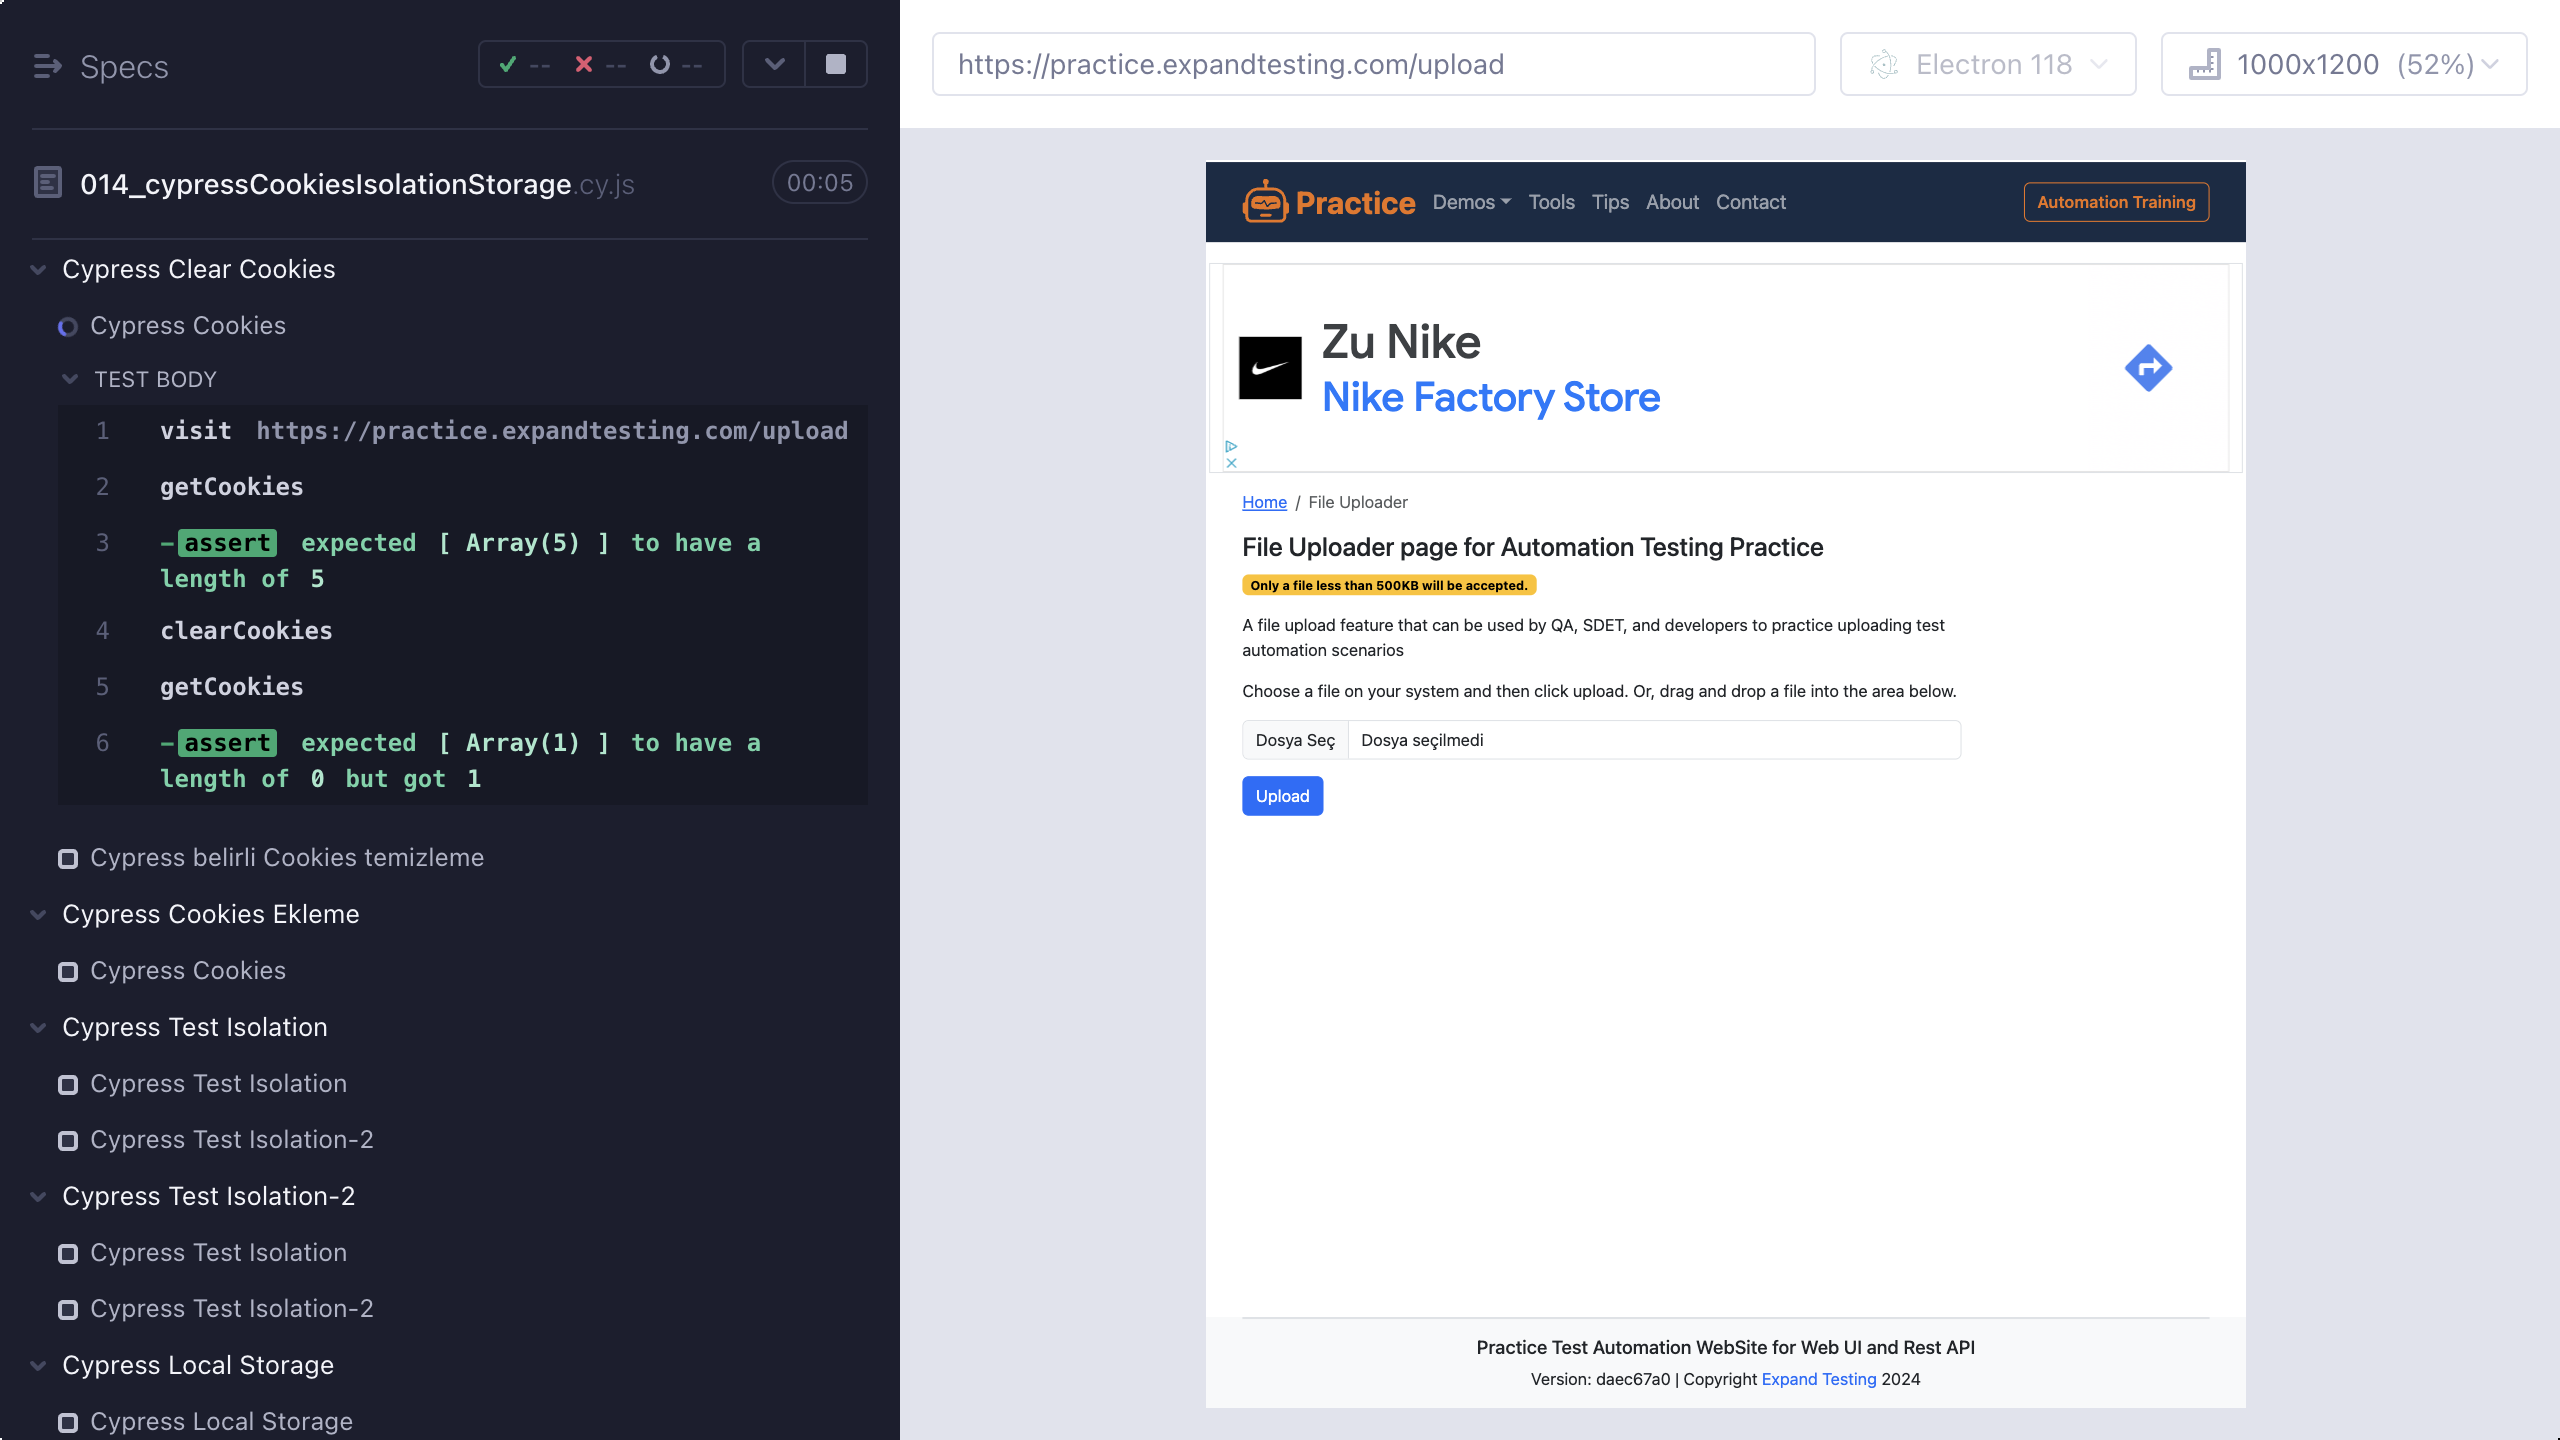 Specs
-- -- --
014_cypressCookiesIsolationStorage.cy.js
00:05
Cypress Clear Cookies
Cypress Cookies
TEST BODY
1 visit https://practice.expandtesting.com/upload
2 getCookies
3 -assert expected [ Array(5) ] to have a
length of 5
4 clearCookies
5 getCookies
6 -assert expected [ Array(1) ] to have a
length of 0 but got 1
Cypress belirli Cookies temizleme
Cypress Cookies Ekleme
Cypress Cookies
Cypress Test Isolation
Cypress Test Isolation
Cypress Test Isolation-2
Cypress Test Isolation-2
Cypress Test Isolation
Cypress Test Isolation-2
Cypress Local Storage
Cypress Local Storage
https://practice.expandtesting.com/upload
Electron 118
1000x1200 (52%)
Practice Demos Tools Tips About Contact Automation Training
Zu Nike
Nike Factory Store
Home / File Uploader
File Uploader page for Automation Testing Practice
Only a file less than 500KB will be accepted.
A file upload feature that can be used by QA, SDET, and developers to practice uploading test
automation scenarios
Choose a file on your system and then click upload. Or, drag and drop a file into the area below.
Dosya Seç Dosya seçilmedi
Upload
Practice Test Automation WebSite for Web UI and Rest API
Version: daec67a0 | Copyright Expand Testing 2024